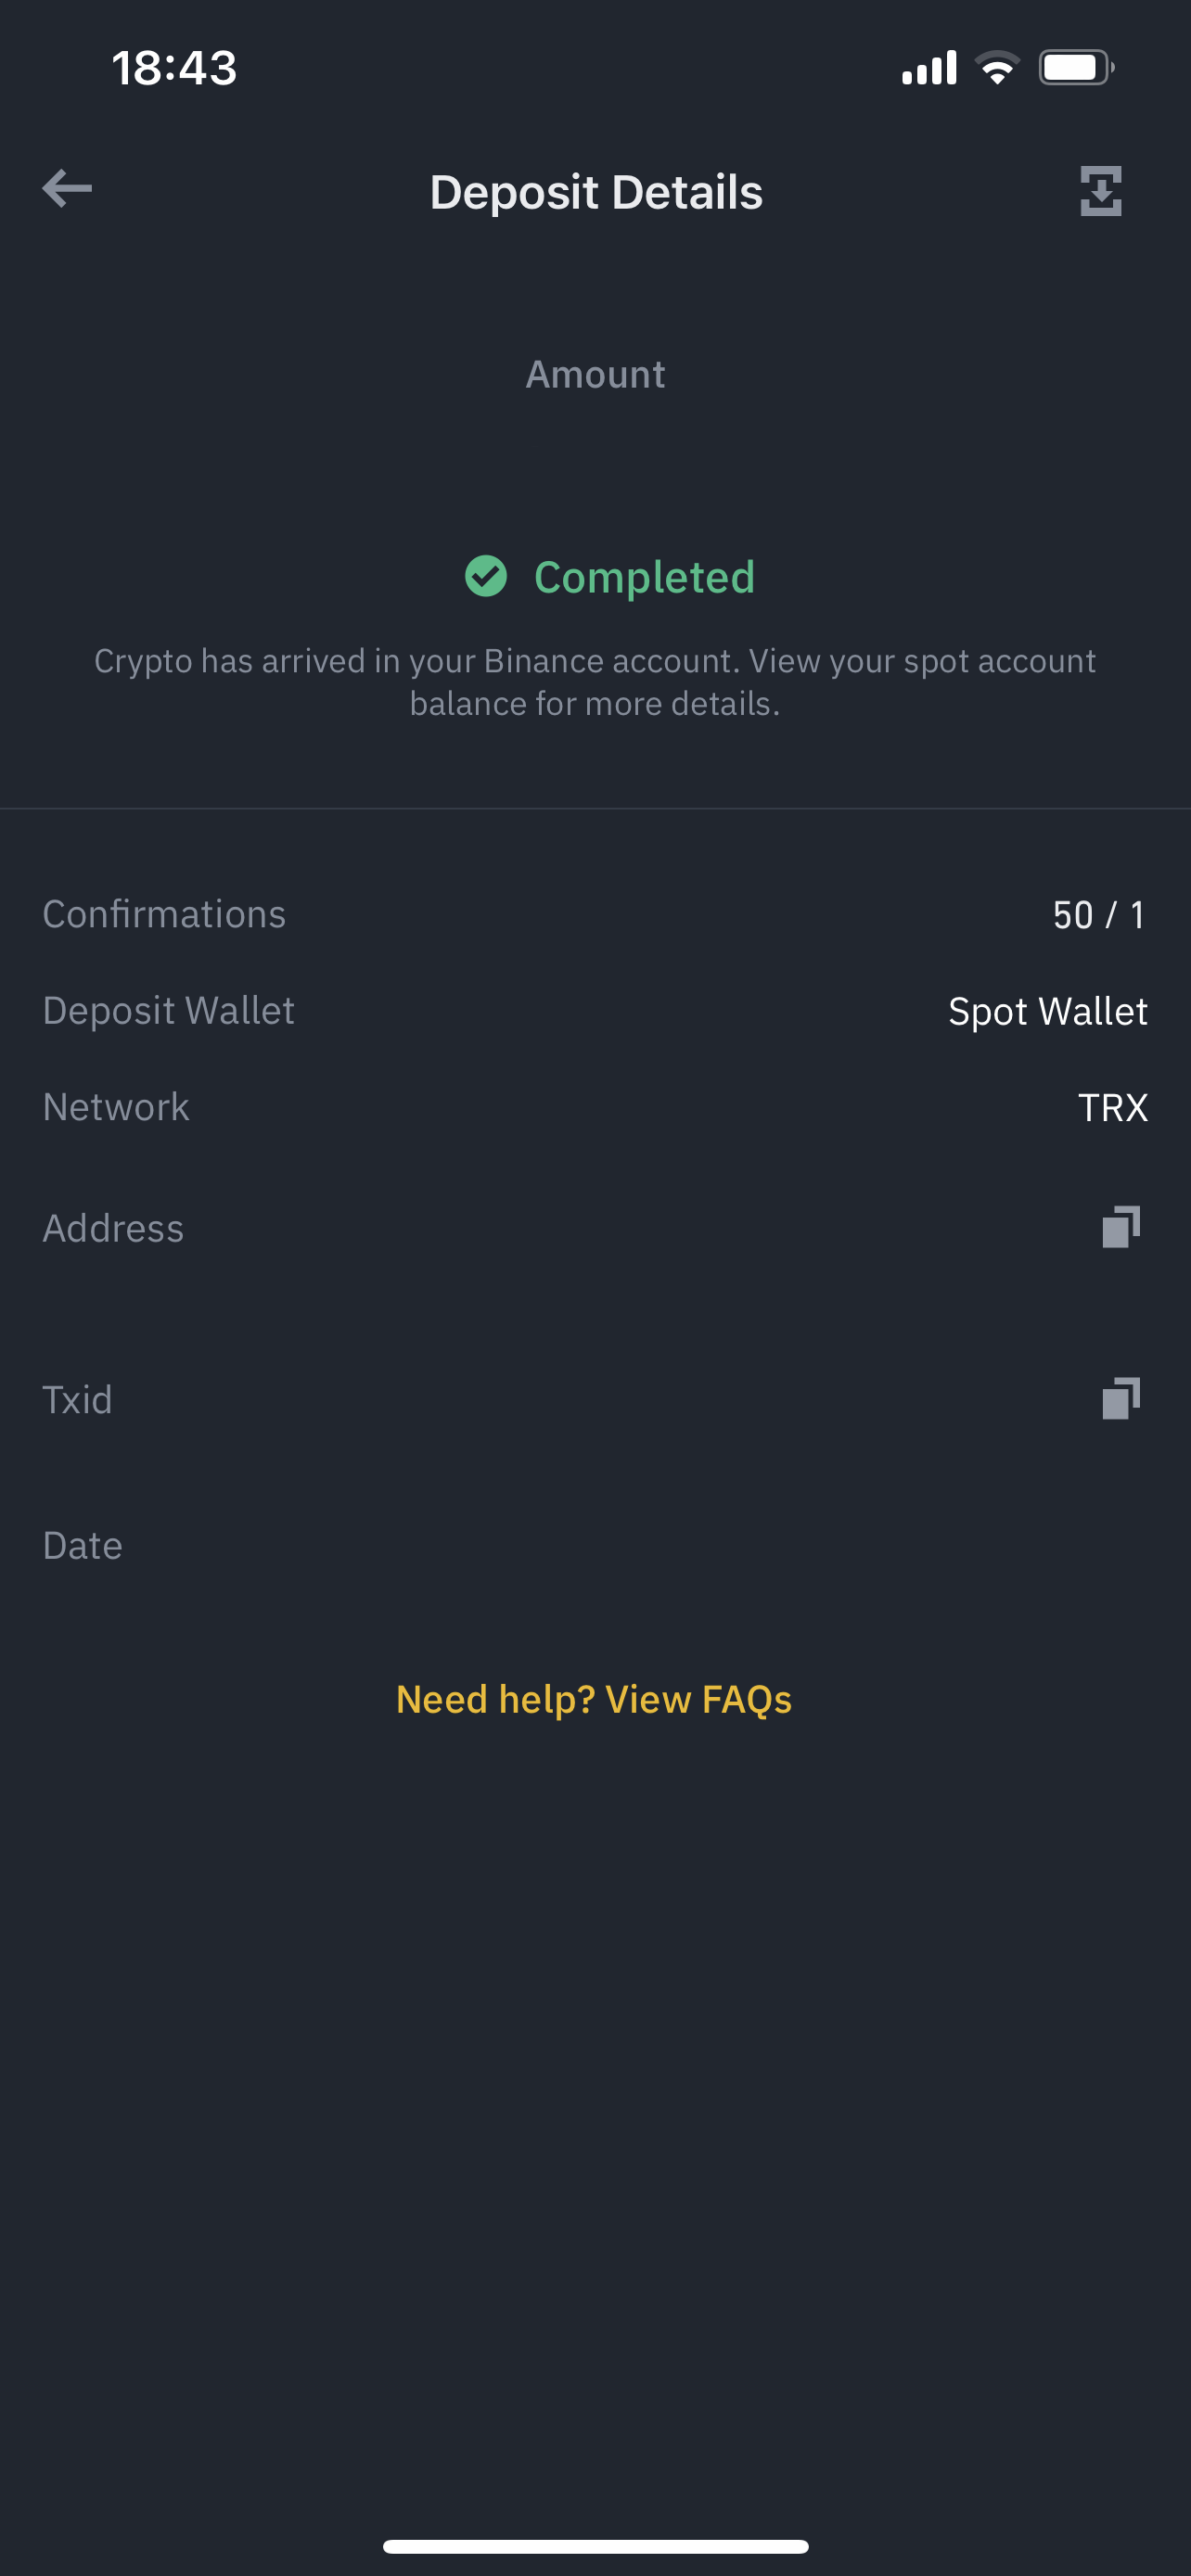 18:43
Deposit Details
Amount
Completed
Crypto has arrived in your Binance account. View your spot account
balance for more details.
Confirmations 50 / 1
Deposit Wallet Spot Wallet
Network TRX
Address
Txid
Date
Need help? View FAQs